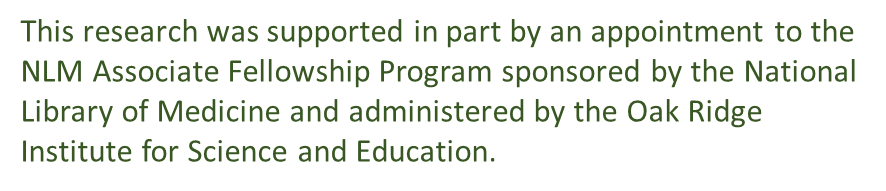 This research was supported in part by an appointment to the
NLM Associate Fellowship Program sponsored by the National
Library of Medicine and administered by the Oak Ridge
Institute for Science and Education.